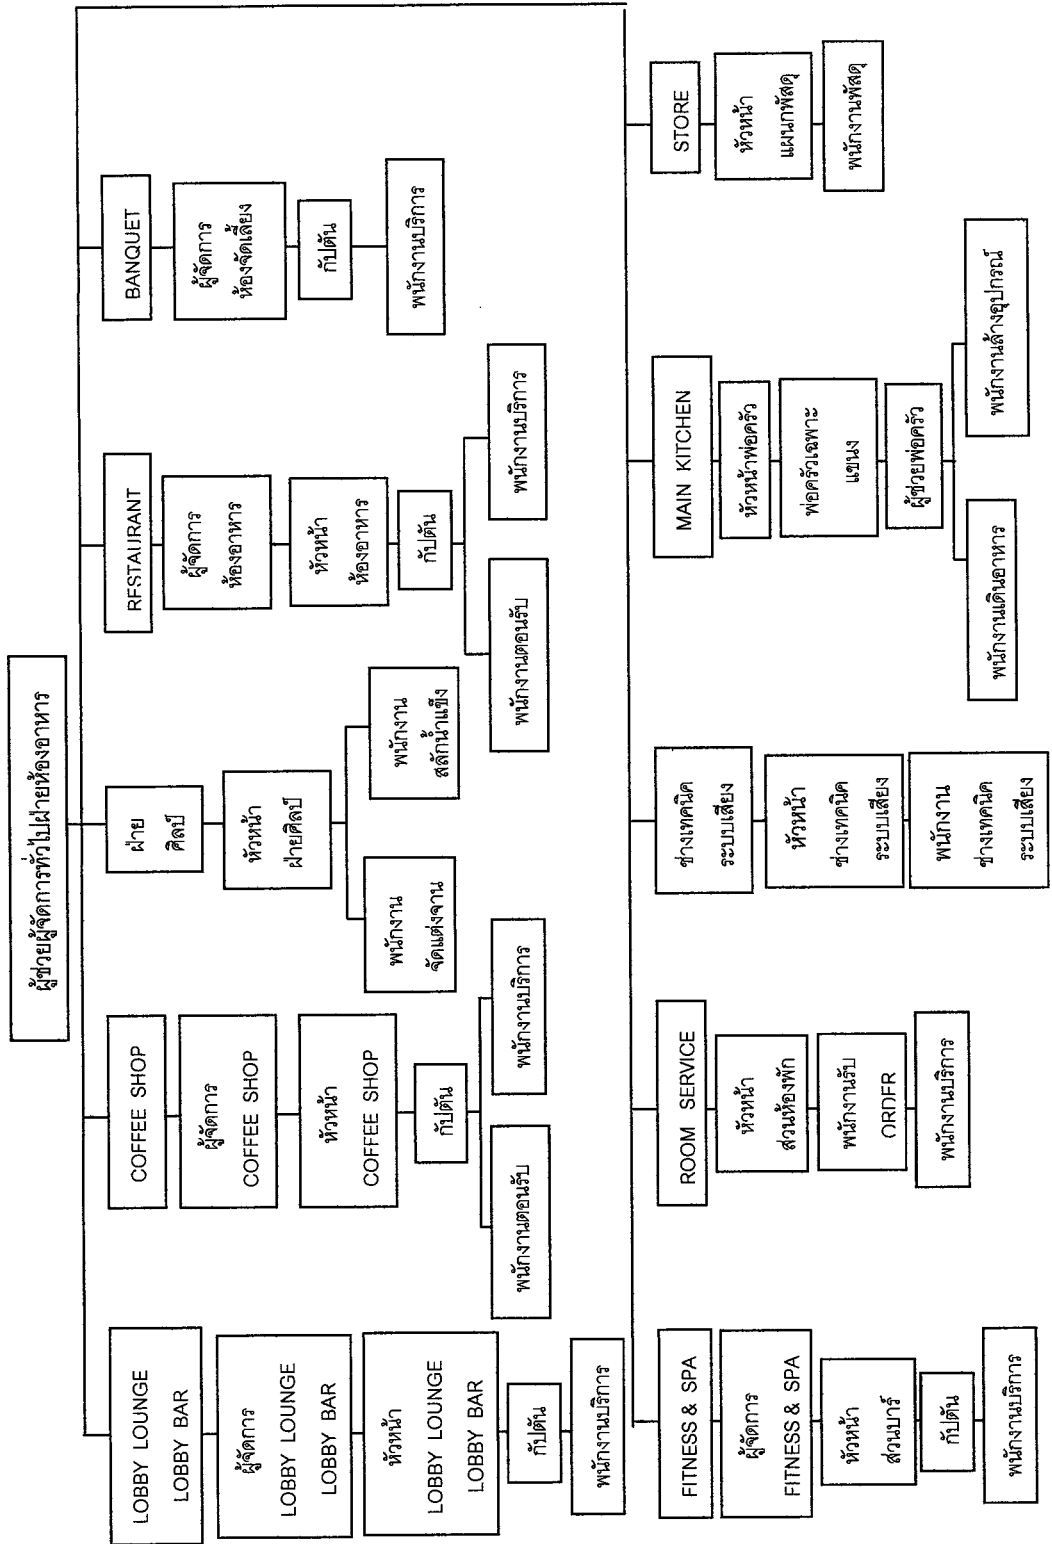 ผู้ช่วยผู้จัดการทั่วไปฝ่ายห้องอาหาร
LOBBY LOUNGE
LOBBY BAR
ผู้จัดการ
LOBBY LOUNGE
LOBBY BAR
หัวหน้า
LOBBY LOUNGE
LOBBY BAR
กัปตัน
พนักงานบริการ
COFFEE SHOP
ผู้จัดการ
COFFEE SHOP
หัวหน้า
COFFEE SHOP
กัปตัน
พนักงานตอนรับ
พนักงานบริการ
ฝ่าย
ศิลป์
หัวหน้า
ฝ่ายศิลป์
พนักงาน
จัดแต่งจาน
พนักงาน
สลักน้ำแข็ง
RESTAURANT
ผู้จัดการ
ห้องอาหาร
หัวหน้า
ห้องอาหาร
กัปตัน
พนักงานตอนรับ
พนักงานบริการ
BANQUET
ผู้จัดการ
ห้องจัดเลี้ยง
กัปตัน
พนักงานบริการ
FITNESS & SPA
ผู้จัดการ
FITNESS & SPA
หัวหน้า
ส่วนบาร์
กัปตัน
พนักงานบริการ
ROOM SERVICE
หัวหน้า
ส่วนห้องพัก
พนักงานรับ
ORDER
พนักงานบริการ
ช่างเทคนิค
ระบบเสียง
หัวหน้า
ช่างเทคนิค
ระบบเสียง
พนักงาน
ช่างเทคนิค
ระบบเสียง
MAIN KITCHEN
หัวหน้าพ่อครัว
พ่อครัวเฉพาะ
แขนง
ผู้ช่วยพ่อครัว
พนักงานเดินอาหาร
พนักงานล้างอุปกรณ์
STORE
หัวหน้า
แผนกพัสดุ
พนักงานพัสดุ